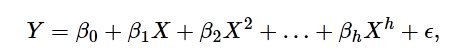 Y = β₀ + β₁X + β₂X² + … + βₕXʰ + ϵ,